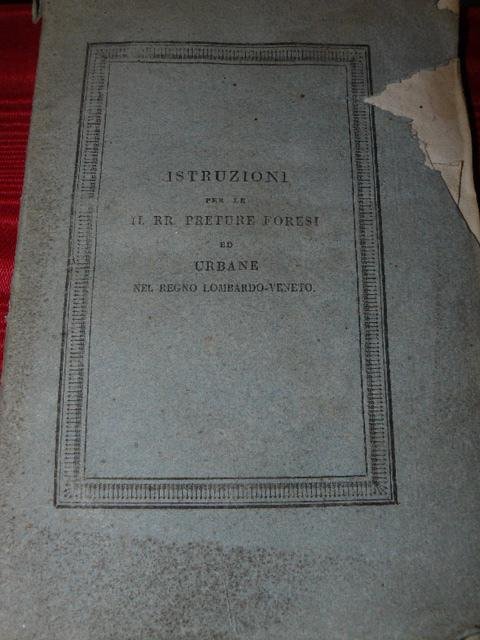 ISTRUZIONI
PER LE
II. RR. PRETURE FORESI
ED
URBANE
NEL REGNO LOMBARDO-VENETO.